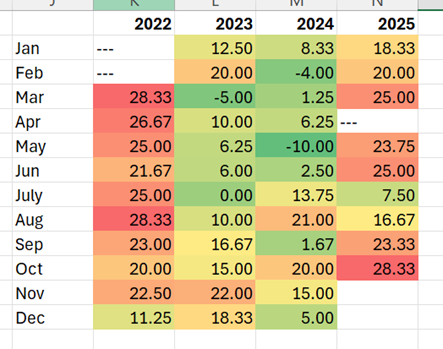 J K L M N
2022 2023 2024 2025
Jan --- 12.50 8.33 18.33
Feb --- 20.00 -4.00 20.00
Mar 28.33 -5.00 1.25 25.00
Apr 26.67 10.00 6.25 ---
May 25.00 6.25 -10.00 23.75
Jun 21.67 6.00 2.50 25.00
July 25.00 0.00 13.75 7.50
Aug 28.33 10.00 21.00 16.67
Sep 23.00 16.67 1.67 23.33
Oct 20.00 15.00 20.00 28.33
Nov 22.50 22.00 15.00
Dec 11.25 18.33 5.00